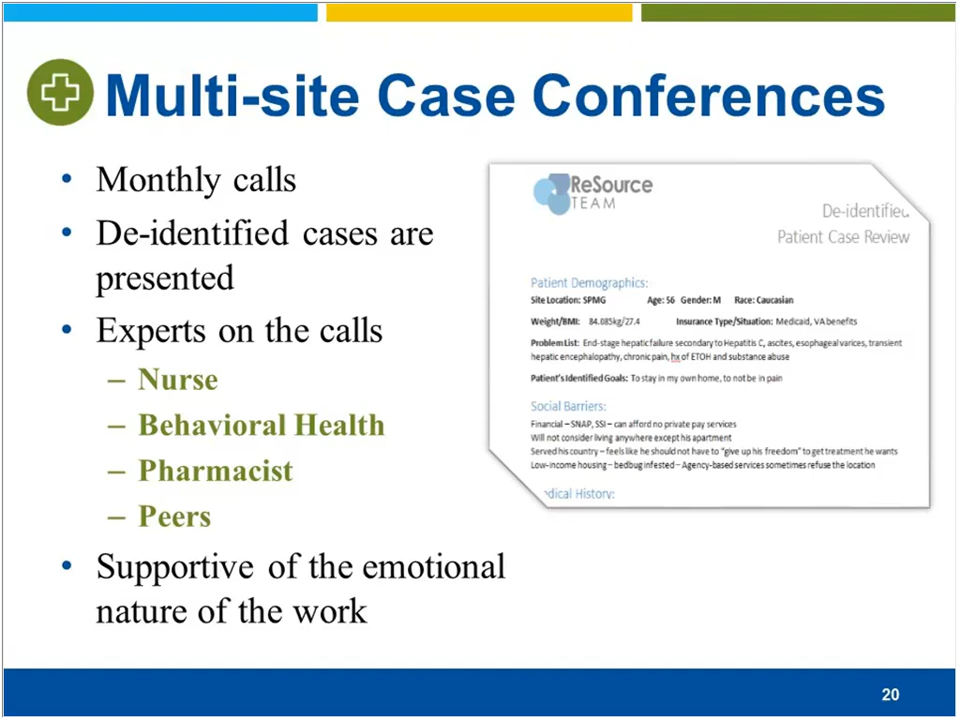 Multi-site Case Conferences
• Monthly calls
• De-identified cases are
presented
• Experts on the calls
– Nurse
– Behavioral Health
– Pharmacist
– Peers
• Supportive of the emotional
nature of the work
ReSource
TEAM
De-identified
Patient Case Review
Patient Demographics:
Site Location: SPMG Age: 56 Gender: M Race: Caucasian
Weight/BMI: 84.085kg/27.4 Insurance Type/Situation: Medicaid, VA benefits
Problem List: End-stage hepatic failure secondary to Hepatitis C, ascites, esophageal varices, transient
hepatic encephalopathy, chronic pain, hx of ETOH and substance abuse
Patient's Identified Goals: To stay in my own home, to not be in pain
Social Barriers:
Financial – SNAP, SSI – can afford no private pay services
Will not consider living anywhere except his apartment
Served his country – feels like he should not have to "give up his freedom" to get treatment he wants
Low-income housing – bedbug infested – Agency-based services sometimes refuse the location
edical History:
20